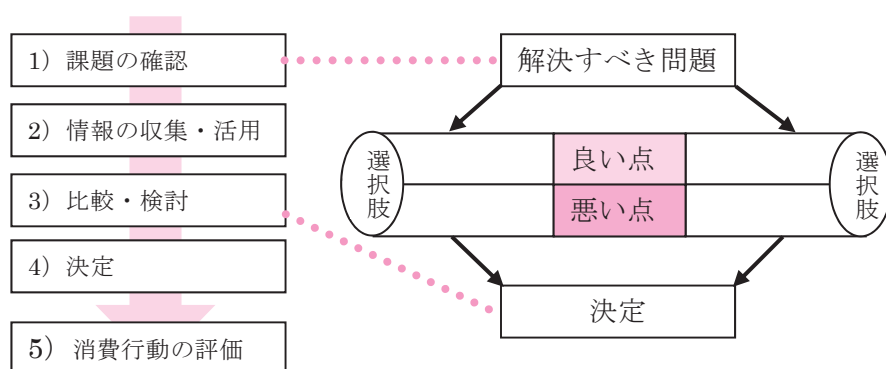 1）課題の確認
2）情報の収集・活用
3）比較・検討
4）決定
5）消費行動の評価
解決すべき問題
選択肢
良い点
悪い点
選択肢
決定